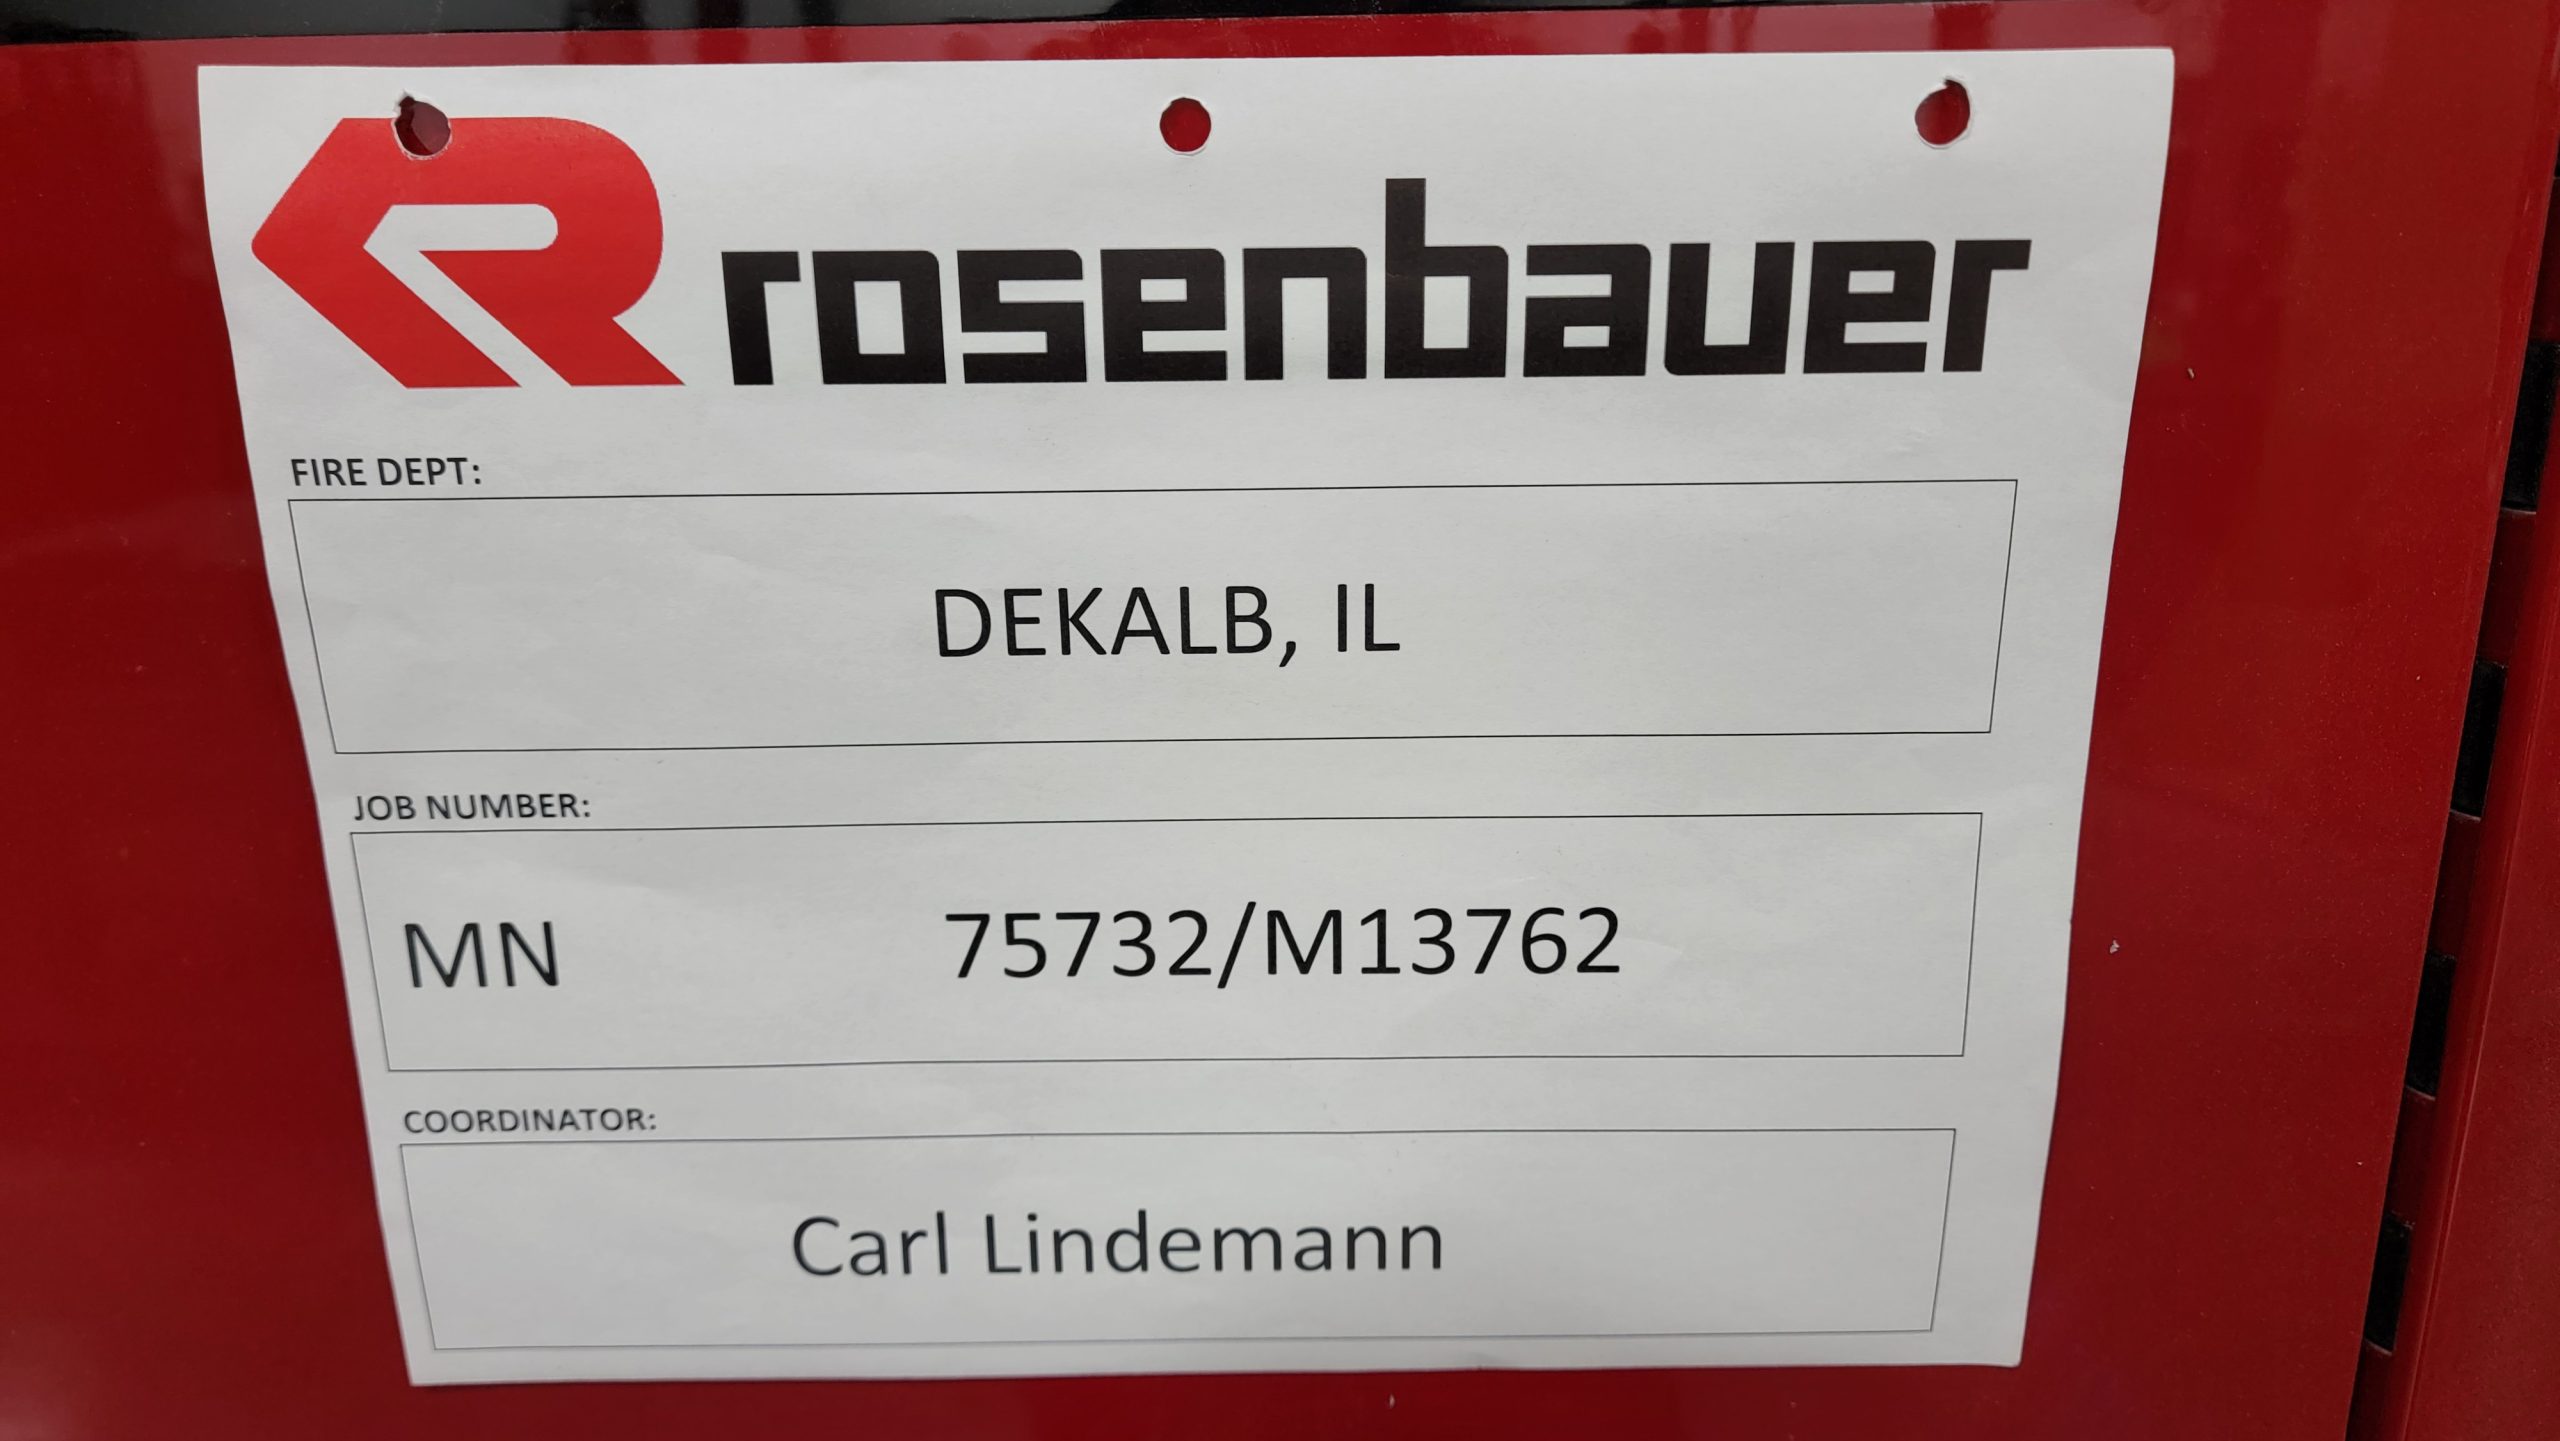 rosenbauer
FIRE DEPT:
DEKALB, IL
JOB NUMBER:
MN 75732/M13762
COORDINATOR:
Carl Lindemann